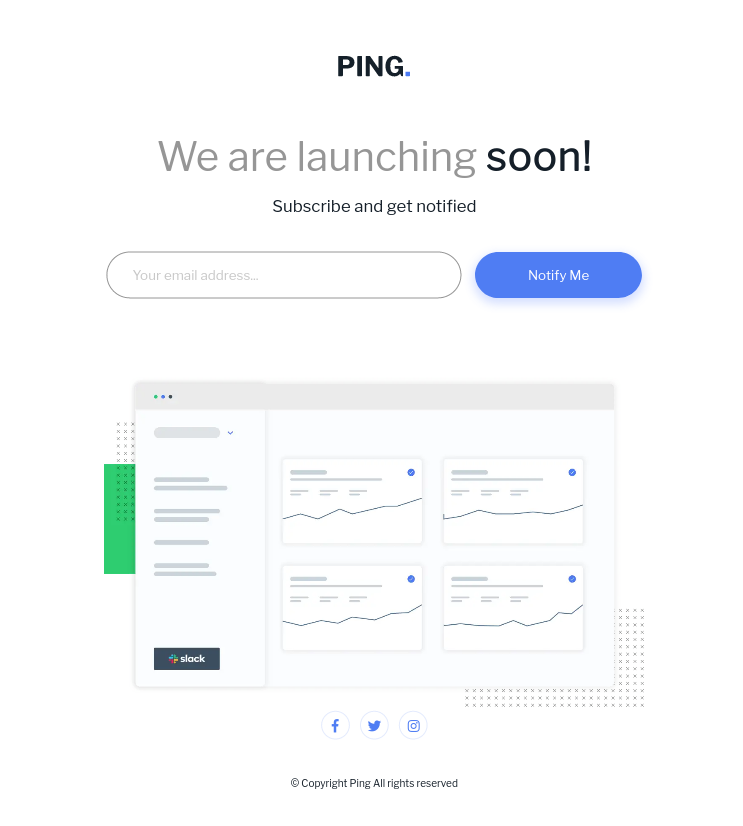 PING.
We are launching soon!
Subscribe and get notified
Your email address...
Notify Me
slack
© Copyright Ping All rights reserved